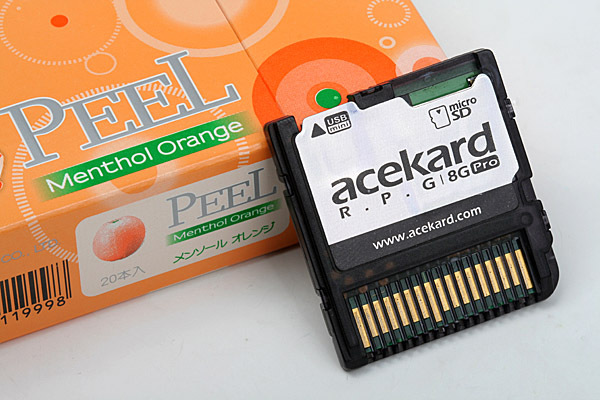 PEEL
Menthol Orange
PEEL
Menthol Orange
メンソール オレンジ
20本入
119998
USB
mini
micro
SD
acekard
R.P.G|8G Pro
www.acekard.com